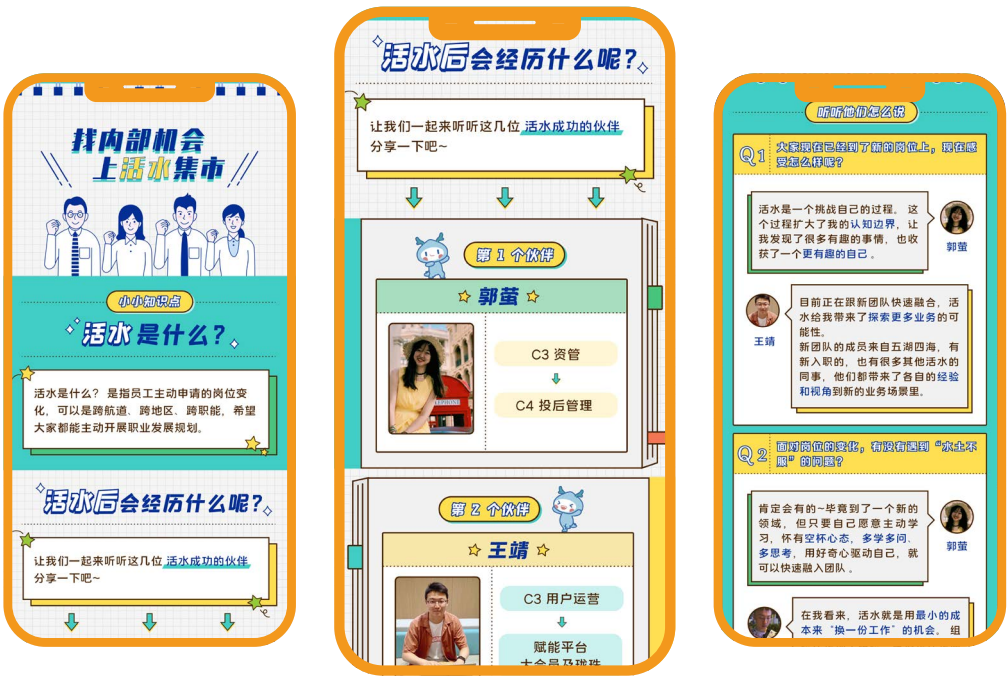 找内部机会
上活水集市
小小知识点
活水是什么?
活水是什么? 是指员工主动申请的岗位变
化, 可以是跨航道、跨地区、跨职能, 希望
大家都能主动开展职业发展规划。
活水后会经历什么呢?
让我们一起来听听这几位 活水成功的伙伴
分享一下吧~
活水后会经历什么呢?
让我们一起来听听这几位 活水成功的伙伴
分享一下吧~
第 1 个伙伴
郭萤
C3 资管
C4 投后管理
第 2 个伙伴
王靖
C3 用户运营
赋能平台
大会员及珑珠
听听他们怎么说
Q1
大家现在已经到了新的岗位上, 现在感
受怎么样呢?
活水是一个挑战自己的过程。 这
个过程扩大了我的认知边界, 让
我发现了很多有趣的事情, 也收
获了一个更有趣的自己 。
郭萤
目前正在跟新团队快速融合, 活
水给我带来了探索更多业务的可
能性。
新团队的成员来自五湖四海, 有
新入职的, 也有很多其他活水的
同事, 他们都带来了各自的经验
和视角到新的业务场景里。
王靖
Q2
面对岗位的变化, 有没有遇到 “水土不
服” 的问题?
肯定会有的~毕竟到了一个新的
领域, 但只要自己愿意主动学
习, 怀有空杯心态, 多学多问、
多思考, 用好奇心驱动自己, 就
可以快速融入团队 。
郭萤
在我看来, 活水就是用最小的成
本来 “换一份工作” 的机会。 组